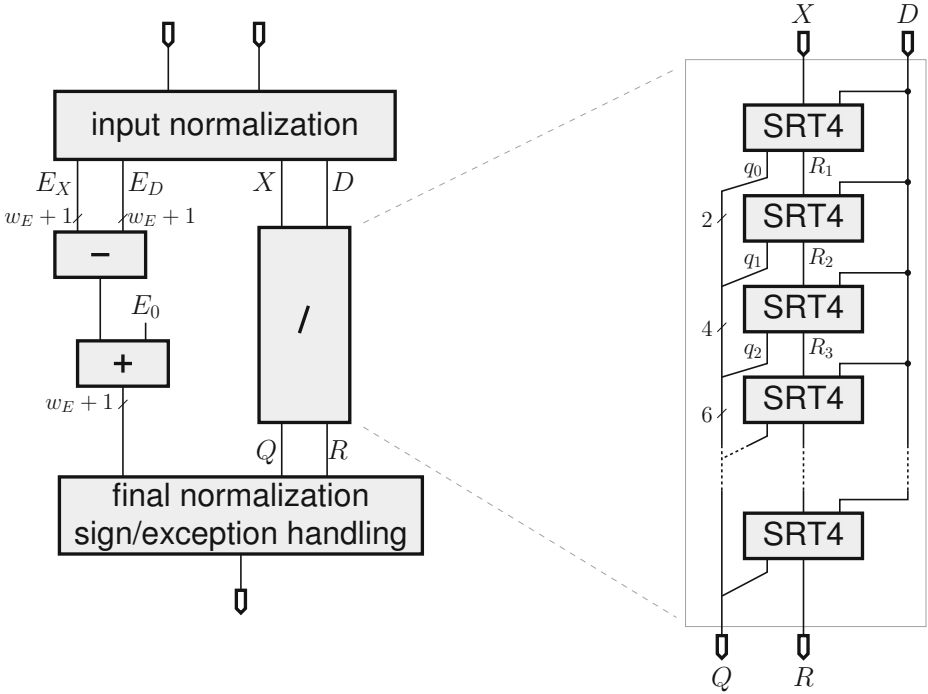 input normalization
E_X E_D X D
w_E + 1 w_E + 1
−
E_0
+
w_E + 1
/
Q R
final normalization
sign/exception handling
X D
SRT4
q_0 R_1
2 SRT4
q_1 R_2
SRT4
4
q_2 R_3
SRT4
6
SRT4
Q R